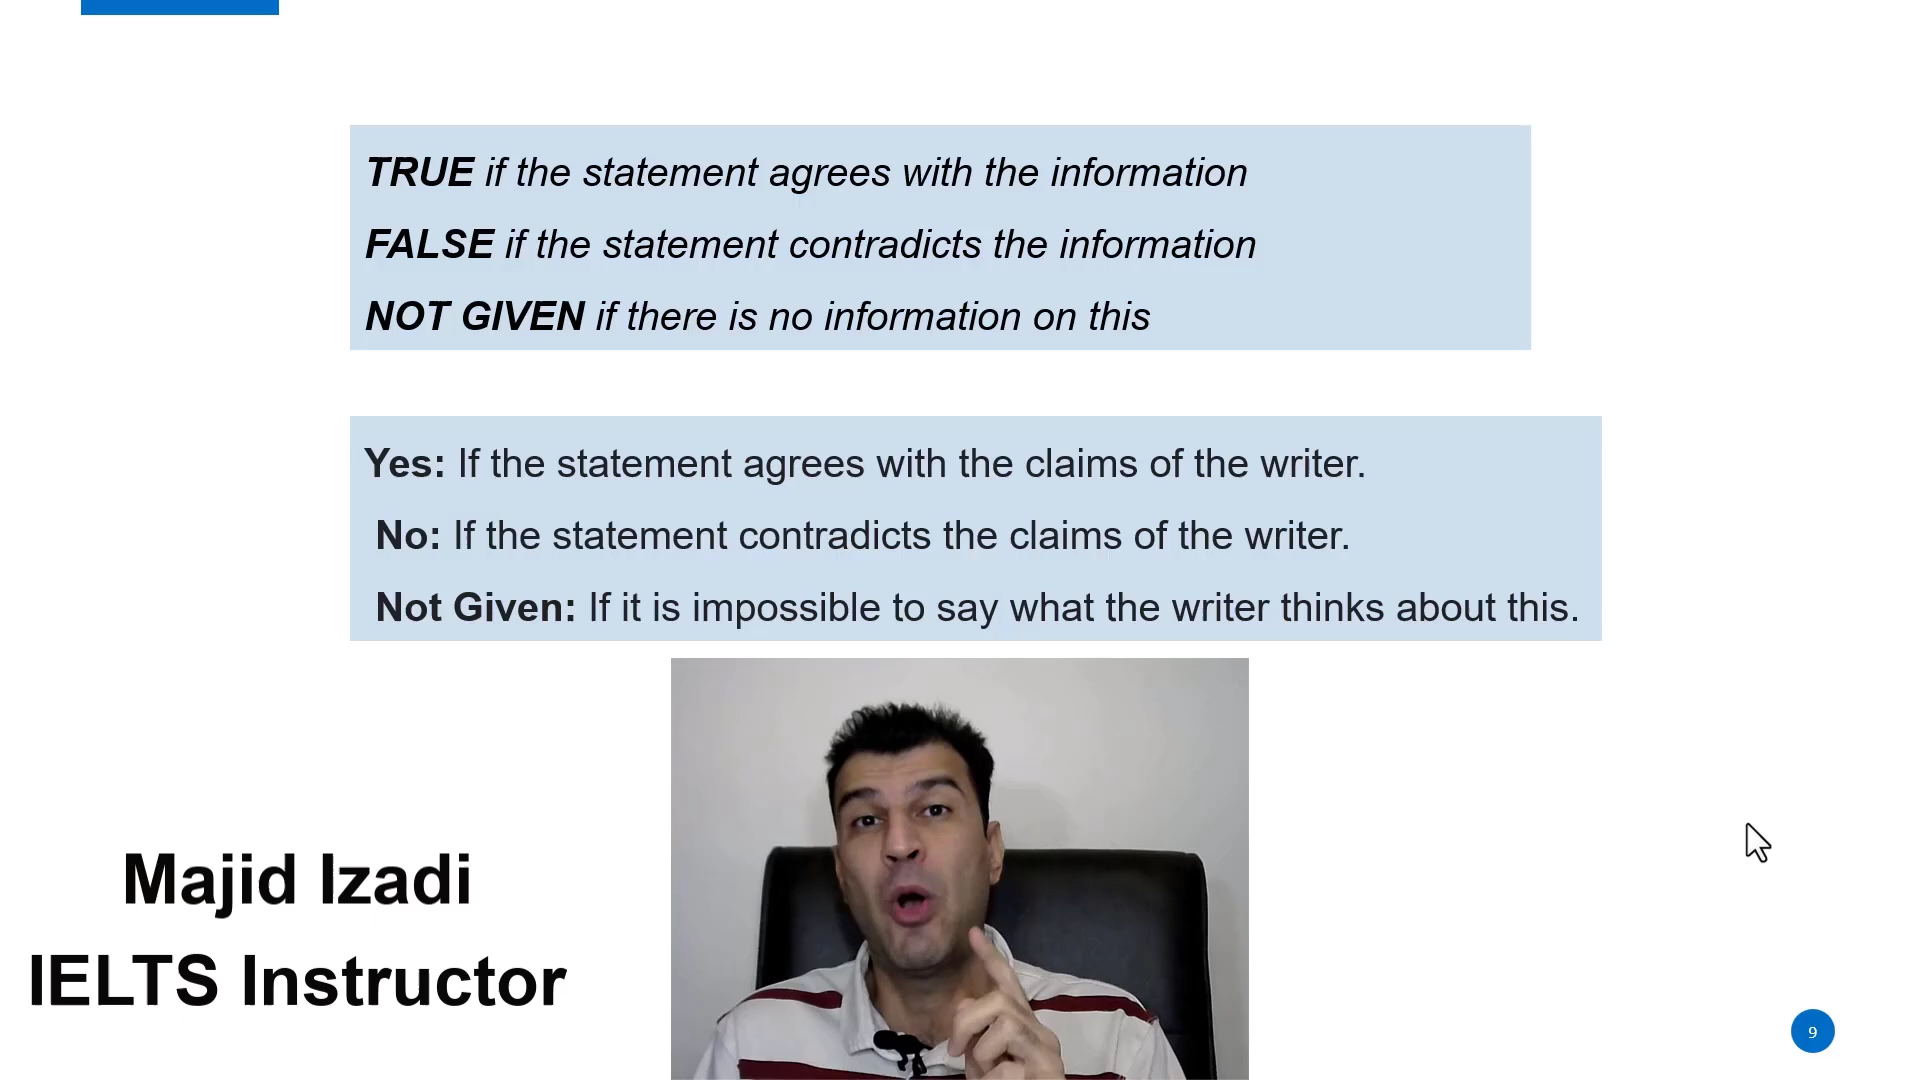 TRUE if the statement agrees with the information
FALSE if the statement contradicts the information
NOT GIVEN if there is no information on this
Yes: If the statement agrees with the claims of the writer.
No: If the statement contradicts the claims of the writer.
Not Given: If it is impossible to say what the writer thinks about this.
Majid Izadi
IELTS Instructor
9